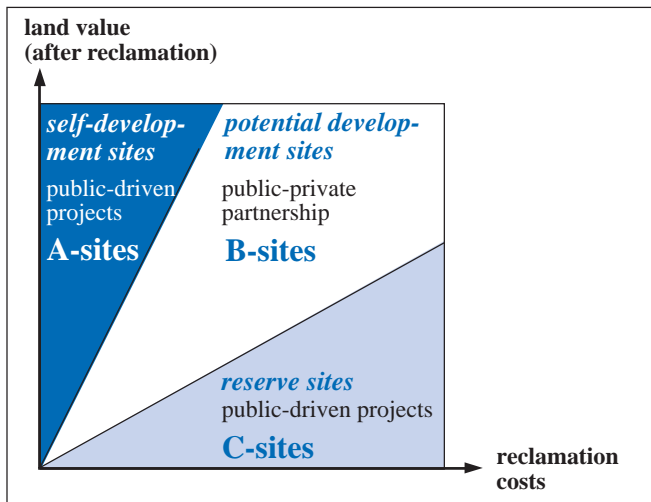 land value
(after reclamation)
self-develop-
ment sites
public-driven
projects
A-sites
potential develop-
ment sites
public-private
partnership
B-sites
reserve sites
public-driven projects
C-sites
reclamation
costs